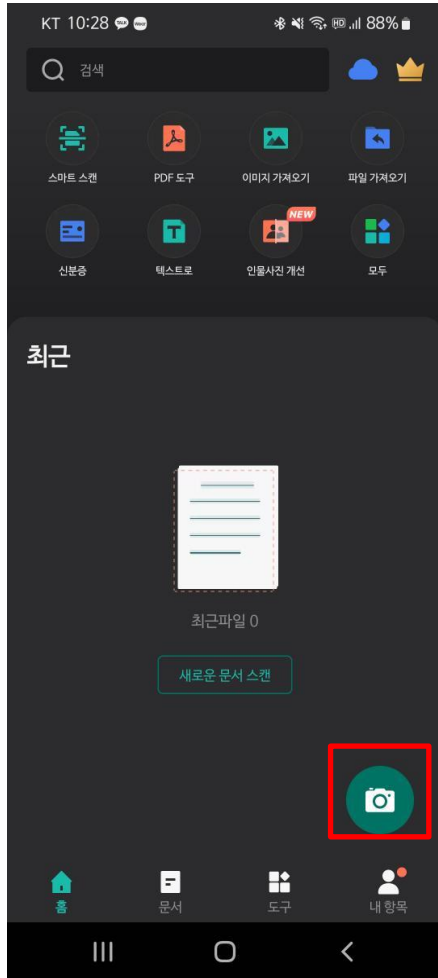 KT 10:28
88%
검색
스마트 스캔 PDF 도구 이미지 가져오기 파일 가져오기
NEW
신분증 텍스트로 인물사진 개선 모두
최근
최근파일 0
새로운 문서 스캔
홈 문서 도구 내 항목